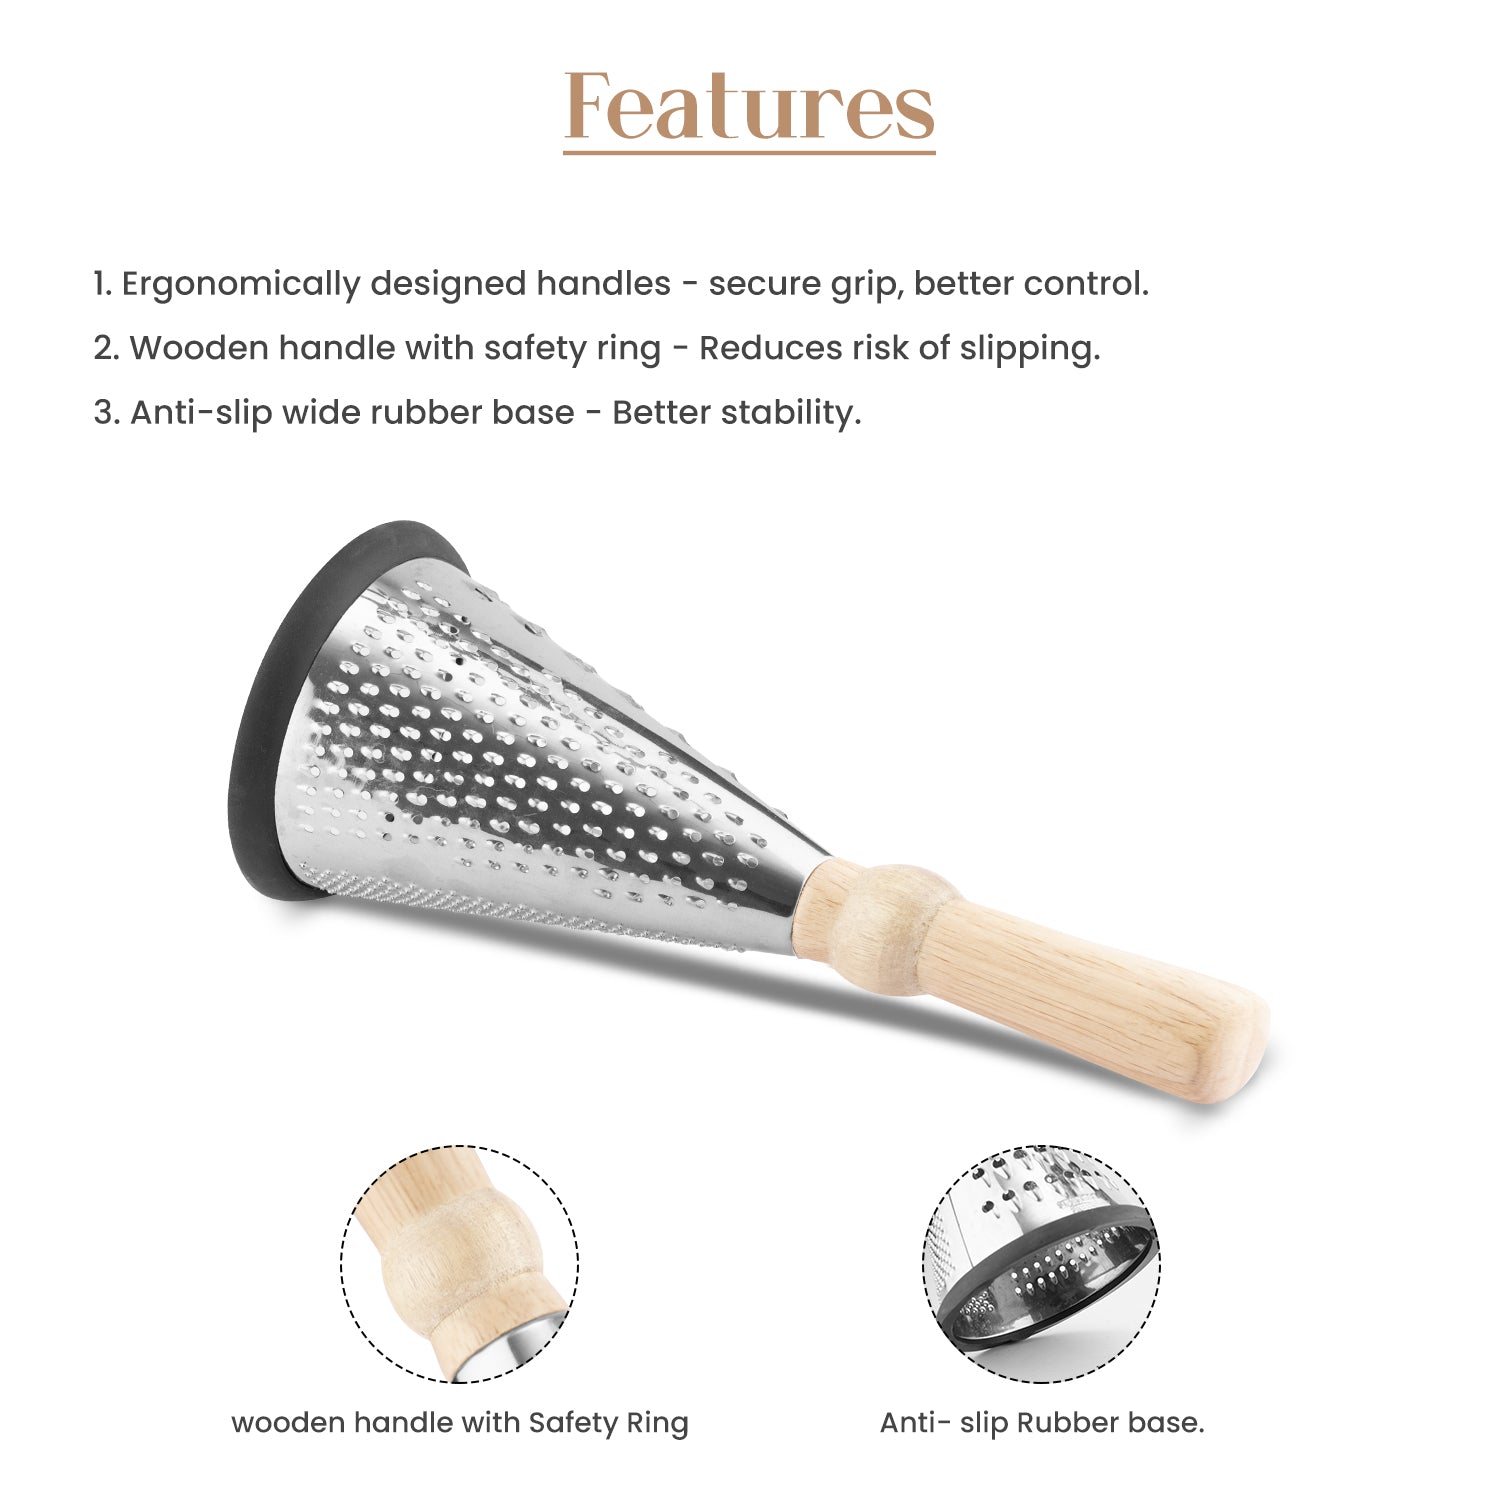 Features
1. Ergonomically designed handles - secure grip, better control.
2. Wooden handle with safety ring - Reduces risk of slipping.
3. Anti-slip wide rubber base - Better stability.
wooden handle with Safety Ring
Anti- slip Rubber base.